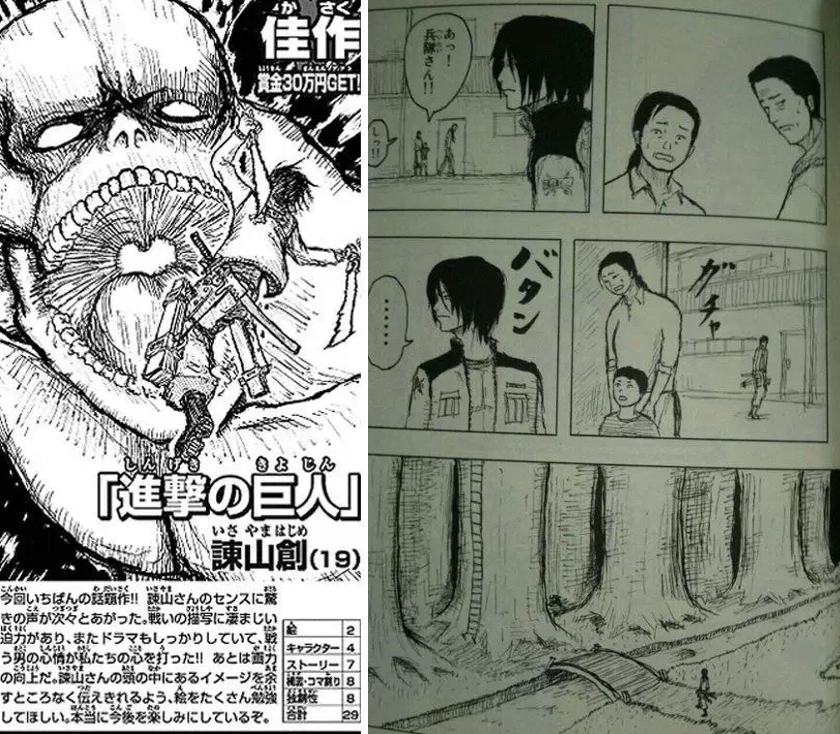 佳作
賞金30万円GET!
「進撃の巨人」
諫山創(19)
今回いちばんの話題作!! 諫山さんのセンスに驚
きの声が次々とあがった。戦いの描写に凄まじい
迫力があり、またドラマもしっかりしていて、戦
う男の心情が私たちの心を打った!! あとは画力
の向上だ。諫山さんの頭の中にあるイメージを余
すところなく伝えきれるよう、絵をたくさん勉強
してほしい。本当に今後を楽しみにしているぞ。
絵 2
キャラクター 4
ストーリー 7
構成・コマ割り 8
独創性 8
合計 29
あっ!
兵隊さん!!
しっ!!
バタン
……
ガチャ